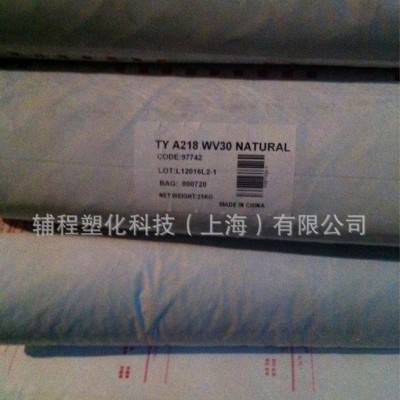 TY A218 WV30 NATURAL
CODE:97742
LOT:L12016L2-1
BAG: 000720
NET WEIGHT:25KG
MADE IN CHINA
辅程塑化科技（上海）有限公司